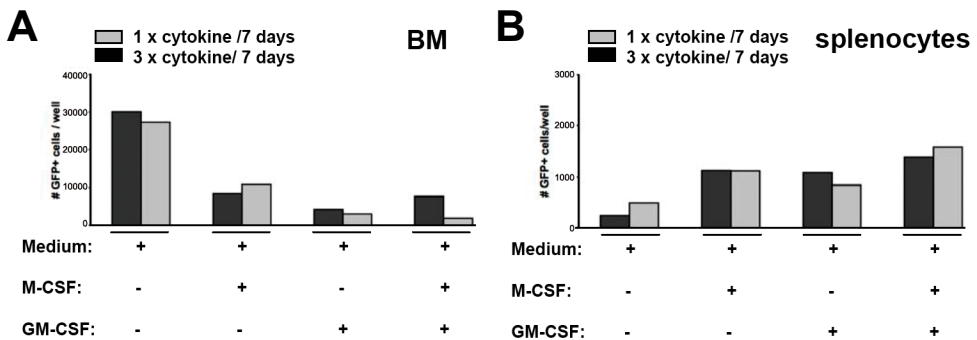 A
1 x cytokine /7 days
3 x cytokine/ 7 days
BM
# GFP+ cells / well
40000
30000
20000
10000
0
Medium: + + + +
M-CSF: - + - +
GM-CSF: - - + +
B
1 x cytokine /7 days
3 x cytokine/ 7 days
splenocytes
# GFP+ cells/well
3000
2000
1000
0
Medium: + + + +
M-CSF: - + - +
GM-CSF: - - + +